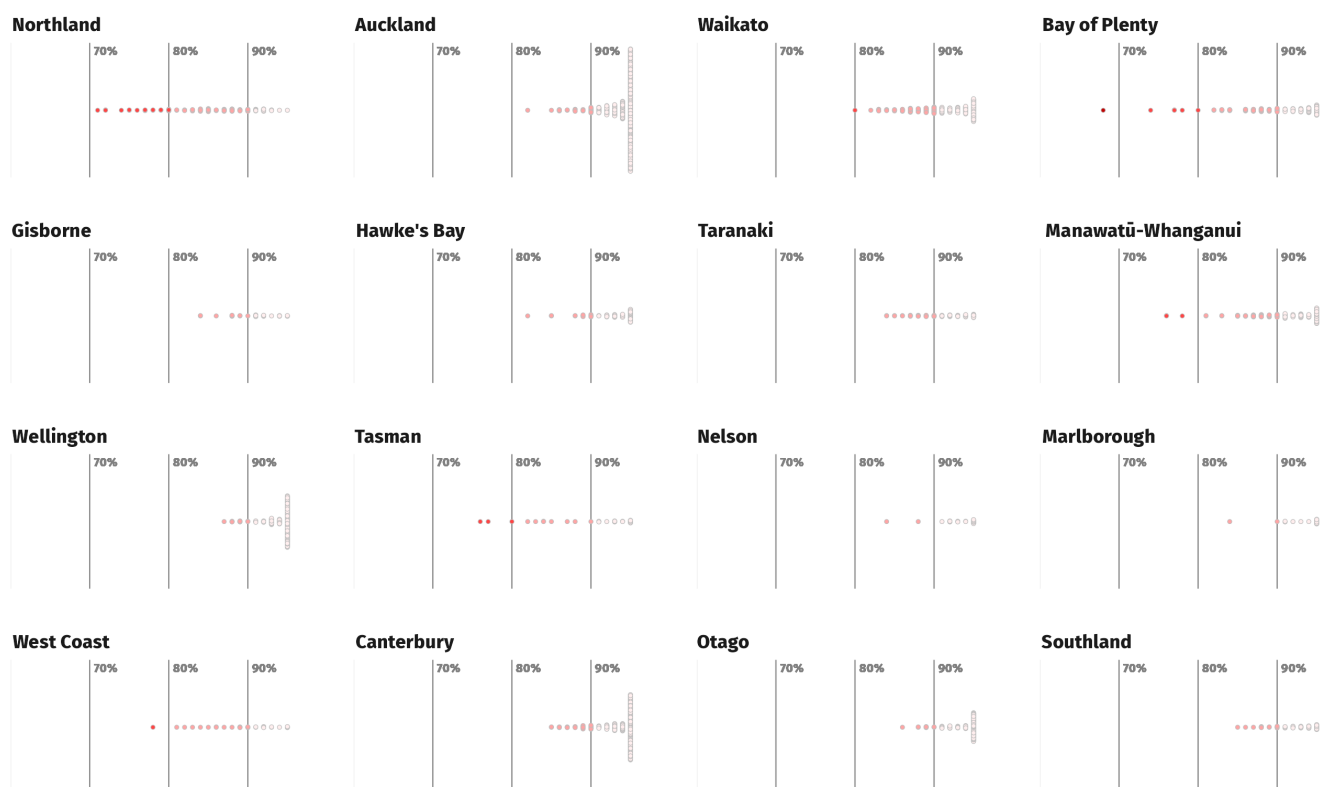 Northland
70% 80% 90%
Auckland
70% 80% 90%
Waikato
70% 80% 90%
Bay of Plenty
70% 80% 90%
Gisborne
70% 80% 90%
Hawke's Bay
70% 80% 90%
Taranaki
70% 80% 90%
Manawatū-Whanganui
70% 80% 90%
Wellington
70% 80% 90%
Tasman
70% 80% 90%
Nelson
70% 80% 90%
Marlborough
70% 80% 90%
West Coast
70% 80% 90%
Canterbury
70% 80% 90%
Otago
70% 80% 90%
Southland
70% 80% 90%